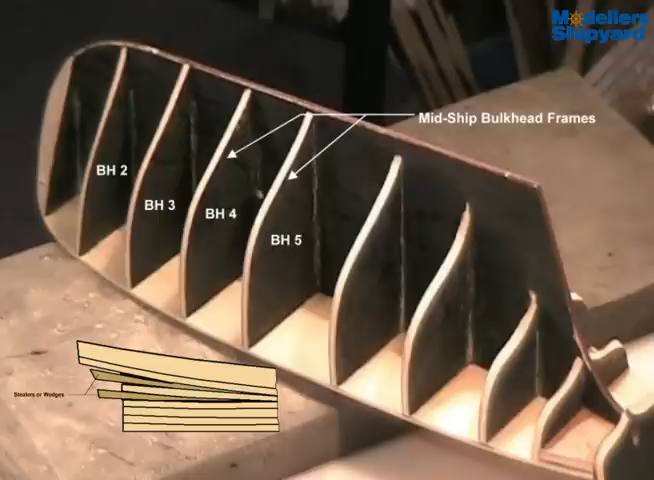 Modellers
Shipyard
Mid-Ship Bulkhead Frames
BH 2
BH 3
BH 4
BH 5
Stealers or Wedges